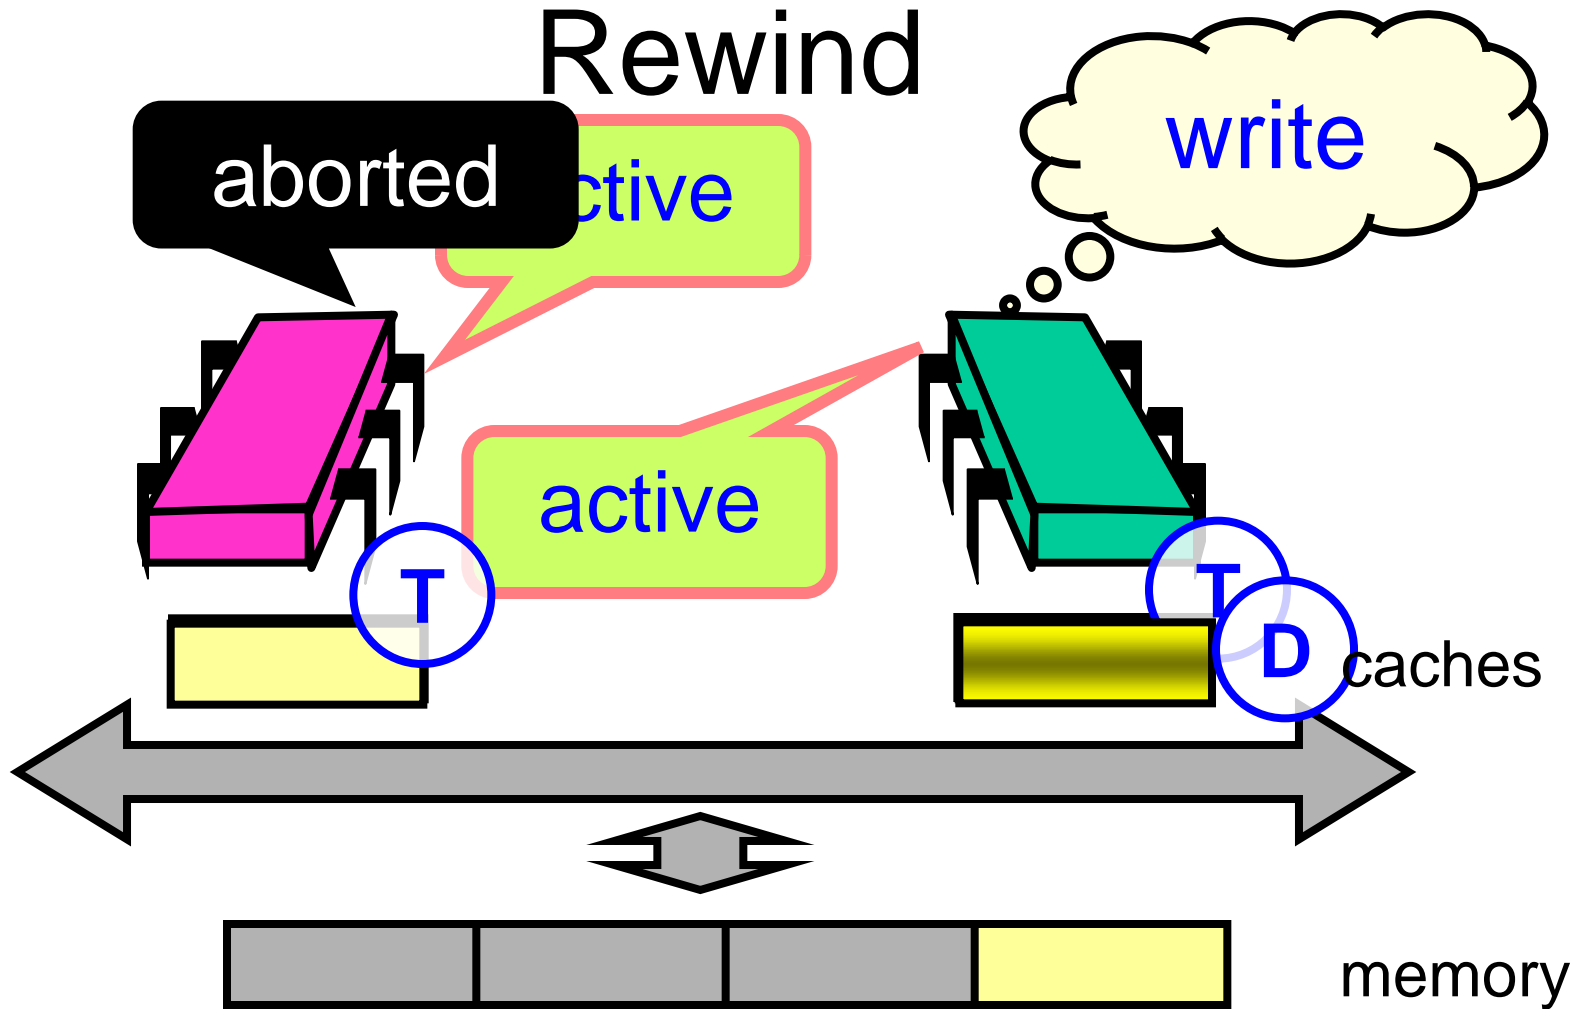 Rewind
aborted
ctive
write
active
T
T
D
caches
memory